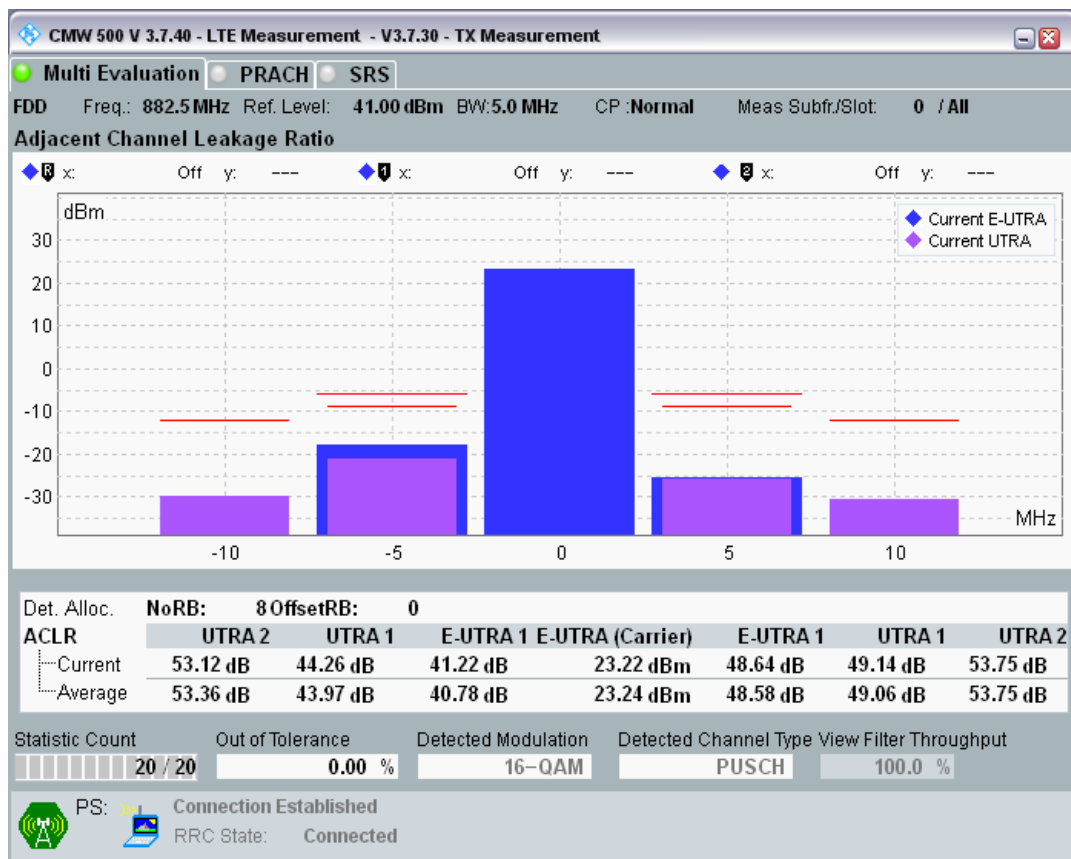 CMW 500 V 3.7.40 - LTE Measurement - V3.7.30 - TX Measurement
Multi Evaluation PRACH SRS
FDD Freq.: 882.5 MHz Ref. Level: 41.00 dBm BW:5.0 MHz CP :Normal Meas Subfr./Slot: 0 / All
Adjacent Channel Leakage Ratio
R x: Off y: --- 1 x: Off y: --- 2 x: Off y: ---
dBm
Current E-UTRA
Current UTRA
30
20
10
0
-10
-20
-30
MHz
-10 -5 0 5 10
Det. Alloc. NoRB: 8 OffsetRB: 0
ACLR UTRA 2 UTRA 1 E-UTRA 1 E-UTRA (Carrier) E-UTRA 1 UTRA 1 UTRA 2
Current 53.12 dB 44.26 dB 41.22 dB 23.22 dBm 48.64 dB 49.14 dB 53.75 dB
Average 53.36 dB 43.97 dB 40.78 dB 23.24 dBm 48.58 dB 49.06 dB 53.75 dB
Statistic Count Out of Tolerance Detected Modulation Detected Channel Type View Filter Throughput
20 / 20 0.00 % 16-QAM PUSCH 100.0 %
PS: Connection Established
RRC State: Connected